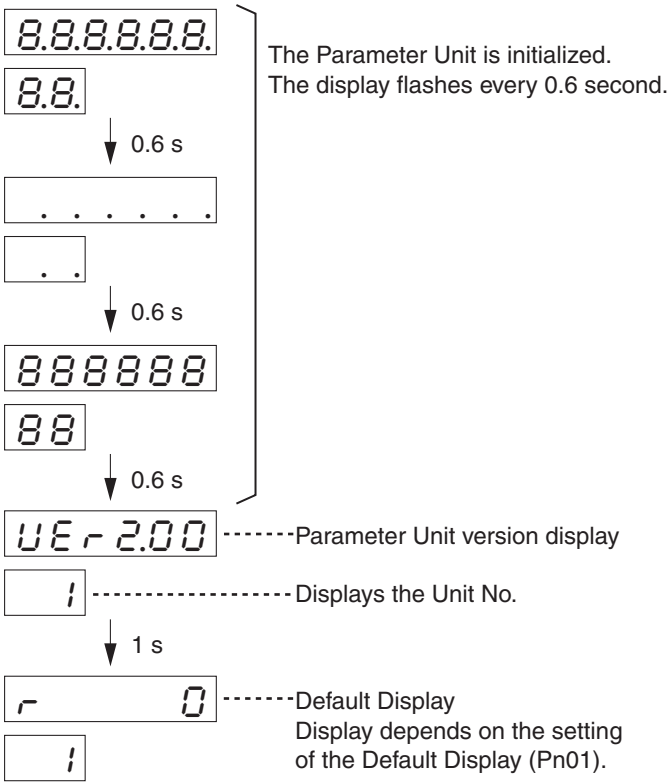 8.8.8.8.8.8.
The Parameter Unit is initialized.
The display flashes every 0.6 second.
8.8.
0.6 s
. . . . . .
. .
0.6 s
888888
88
0.6 s
UEr2.00
Parameter Unit version display
1
Displays the Unit No.
1 s
r 0
Default Display
Display depends on the setting
of the Default Display (Pn01).
1